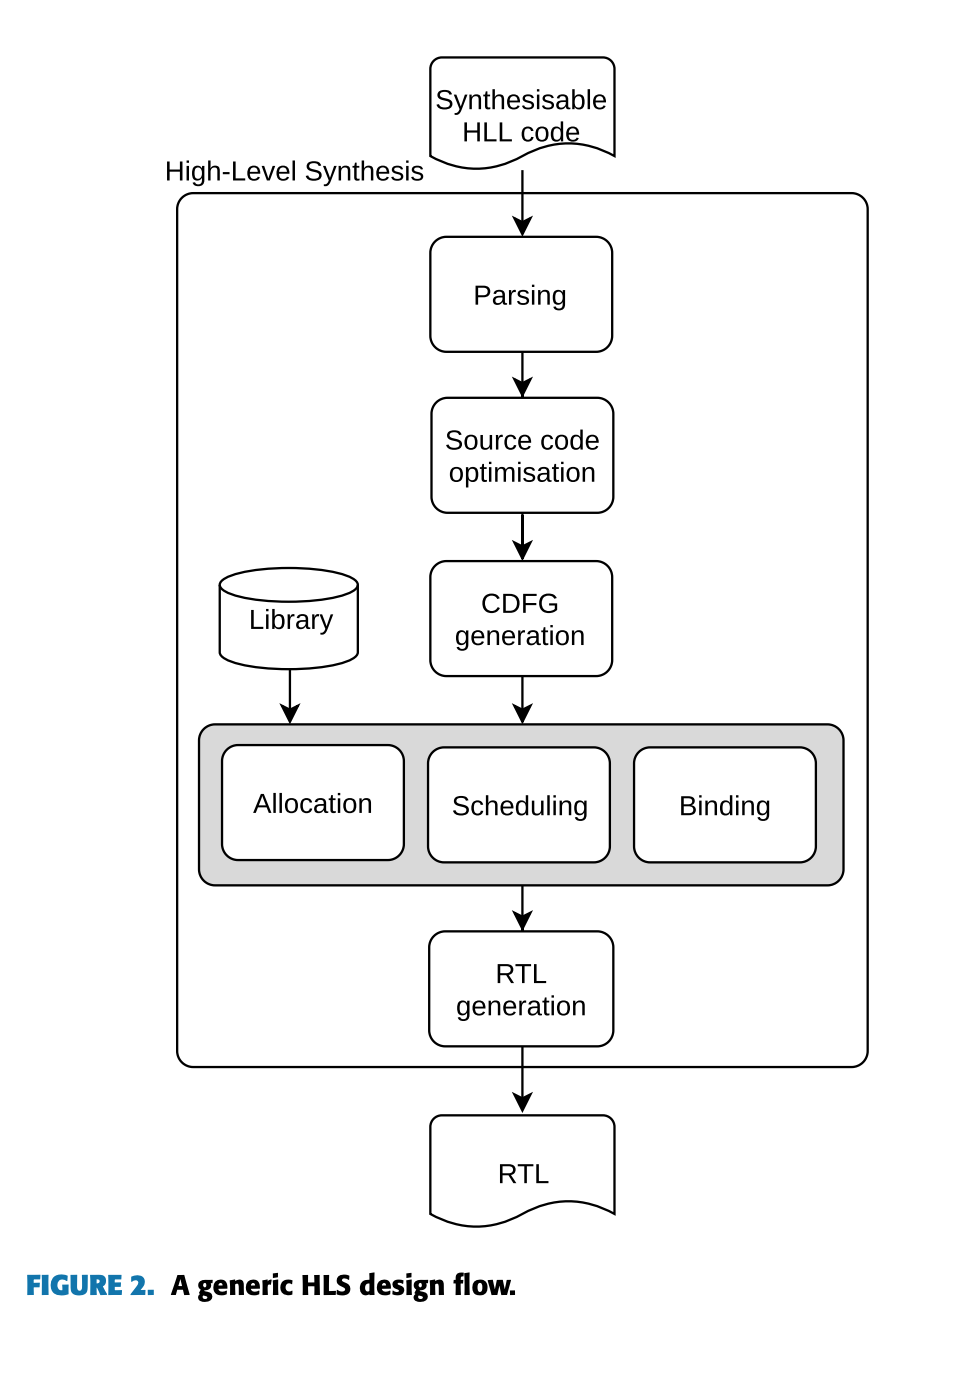 Synthesisable
HLL code
High-Level Synthesis
Parsing
Source code
optimisation
CDFG
generation
Library
Allocation
Scheduling
Binding
RTL
generation
RTL
FIGURE 2. A generic HLS design flow.